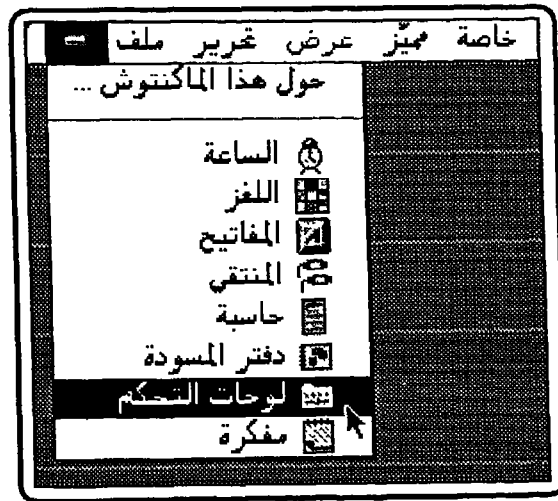 ملف تحرير عرض مميّز خاصة
حول هذا الماكنتوش ...
الساعة
اللغز
المفاتيح
المنتقي
حاسبة
دفتر المسودة
لوحات التحكم
مفكرة